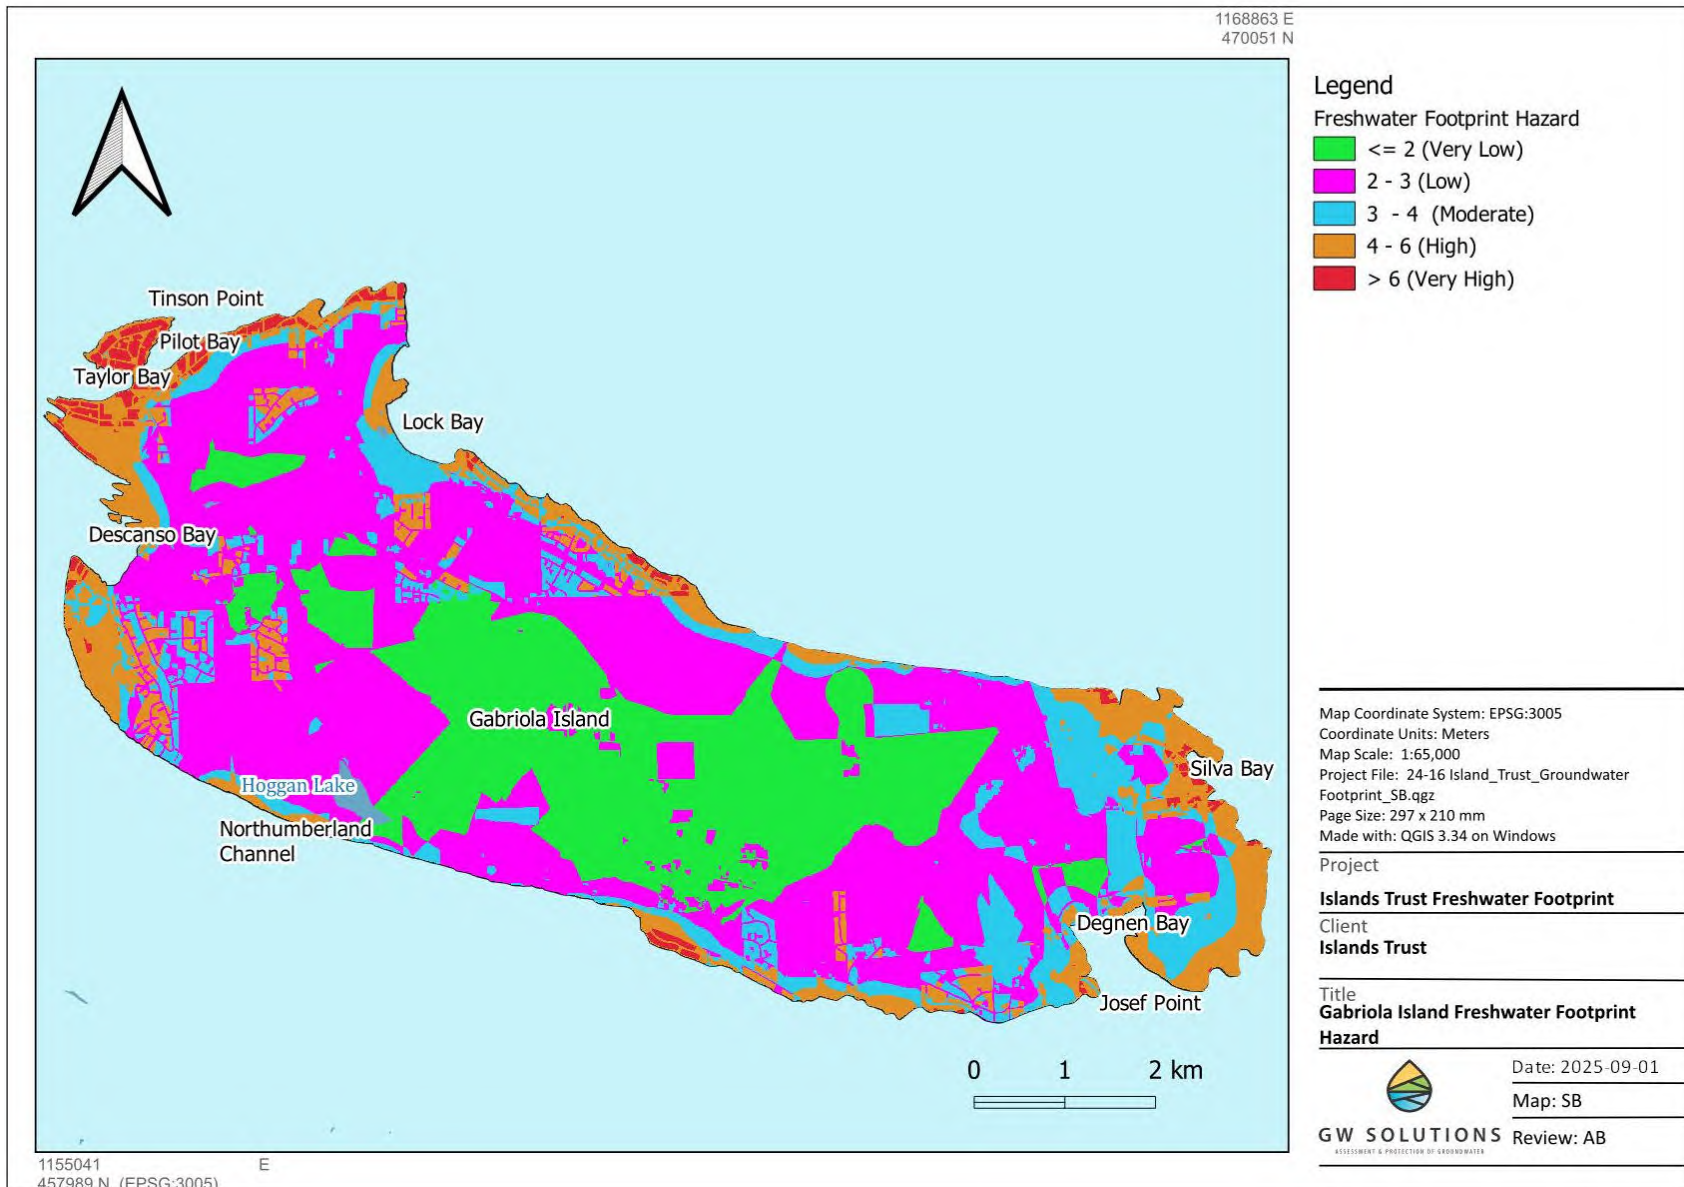 1168863 E
470051 N
Legend
Freshwater Footprint Hazard
<= 2 (Very Low)
2 - 3 (Low)
3 - 4 (Moderate)
4 - 6 (High)
> 6 (Very High)
Tinson Point
Pilot Bay
Taylor Bay
Lock Bay
Descanso Bay
Gabriola Island
Hoggan Lake
Northumberland
Channel
Silva Bay
Degnen Bay
Josef Point
0 1 2 km
Map Coordinate System: EPSG:3005
Coordinate Units: Meters
Map Scale: 1:65,000
Project File: 24-16 Island_Trust_Groundwater
Footprint_SB.qgz
Page Size: 297 x 210 mm
Made with: QGIS 3.34 on Windows
Project
Islands Trust Freshwater Footprint
Client
Islands Trust
Title
Gabriola Island Freshwater Footprint
Hazard
Date: 2025-09-01
Map: SB
Review: AB
GW SOLUTIONS
ASSESSMENT & PROTECTION OF GROUNDWATER
1155041 E
457989 N (EPSG:3005)